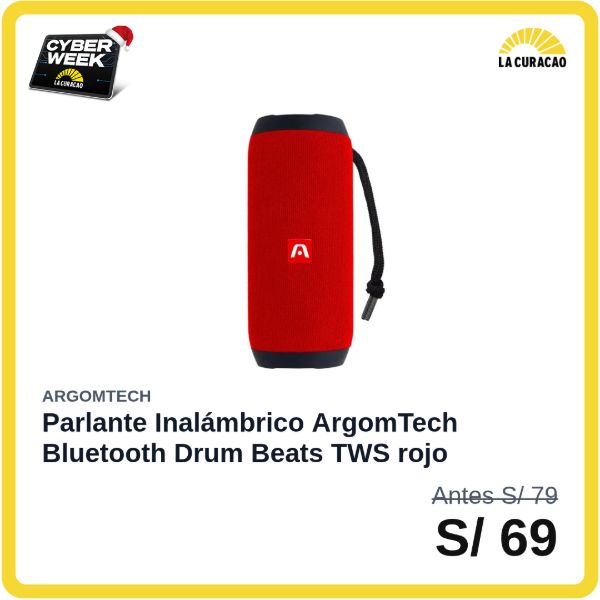 CYBER
WEEK
LA CURACAO
LA CURACAO
ARGOMTECH
Parlante Inalámbrico ArgomTech
Bluetooth Drum Beats TWS rojo
Antes S/ 79
S/ 69